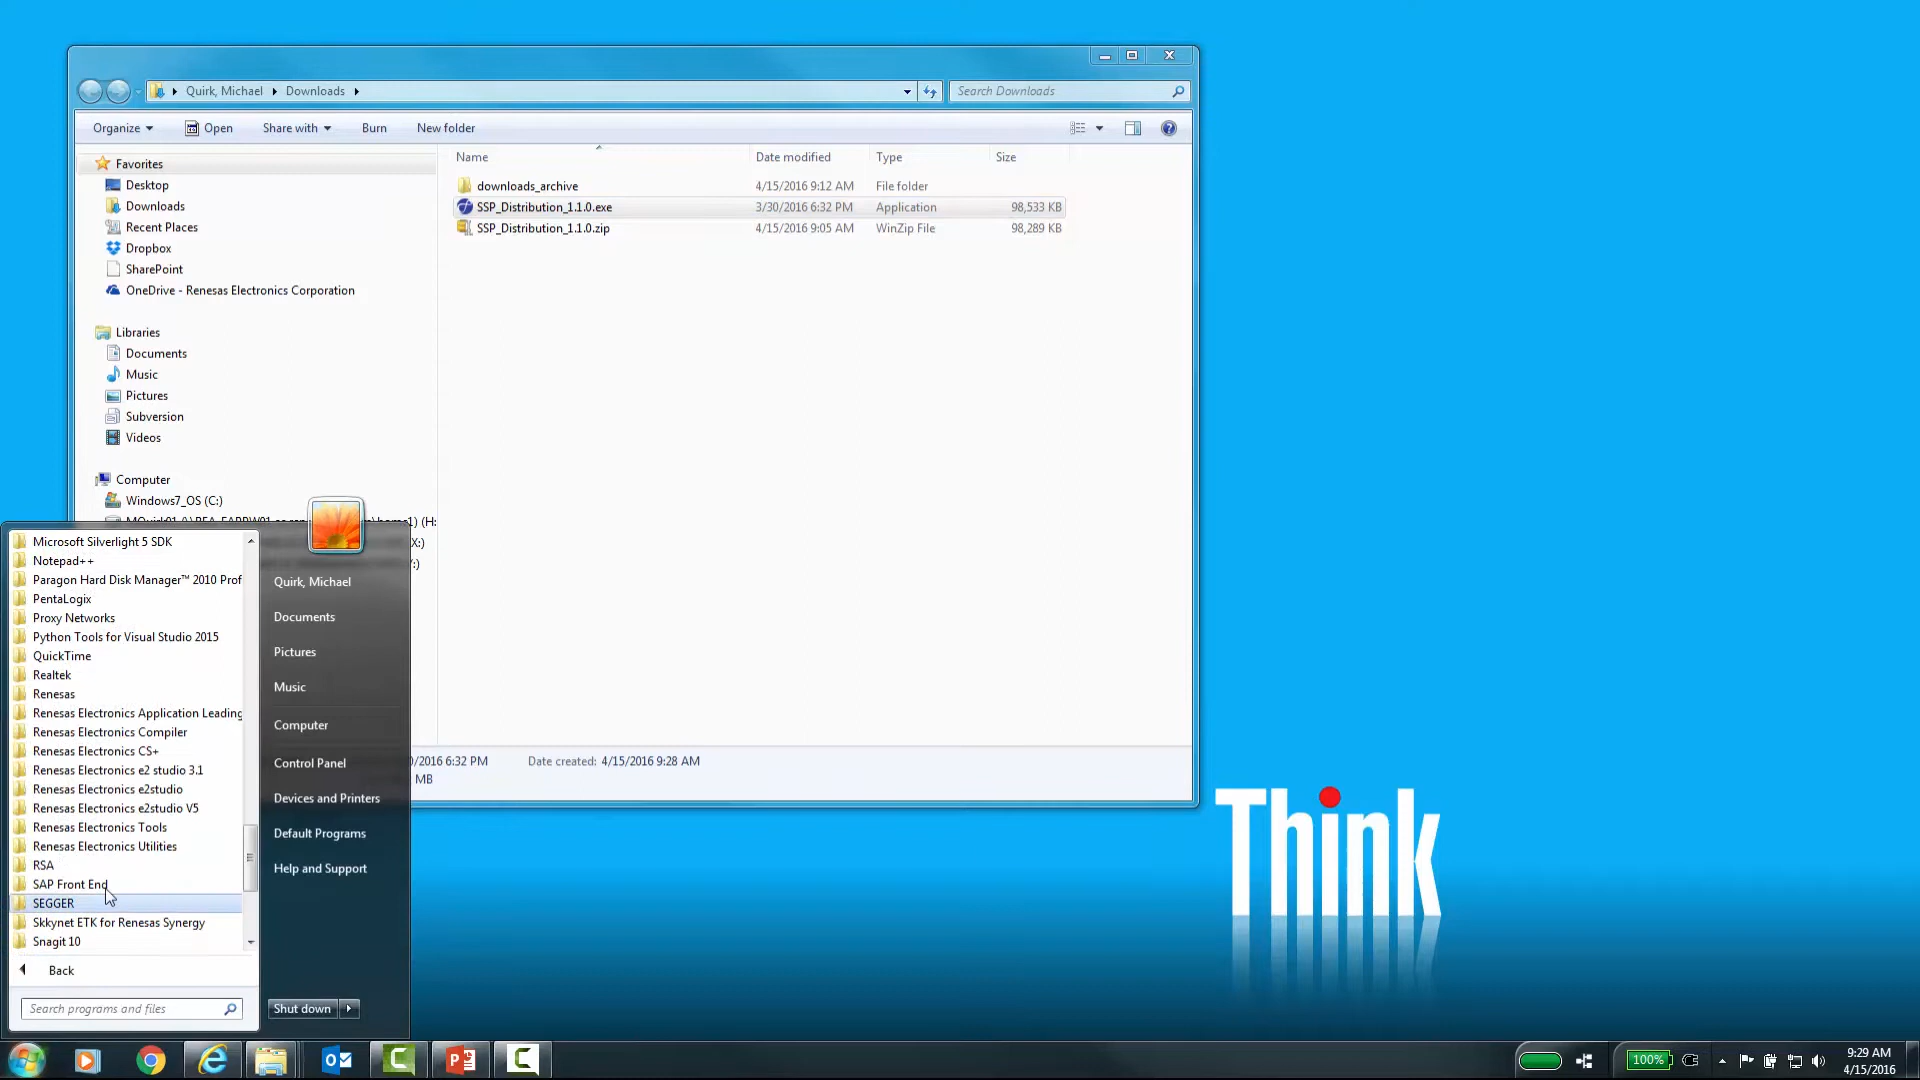 Quirk, Michael
Downloads
Search Downloads
Organize
Open
Share with
Burn
New folder
Name
Date modified
Type
Size
Favorites
Desktop
Downloads
Recent Places
Dropbox
SharePoint
OneDrive - Renesas Electronics Corporation
Libraries
Documents
Music
Pictures
Subversion
Videos
Computer
Windows7_OS (C:)
(H:
X:)
:)
downloads_archive 4/15/2016 9:12 AM File folder
SSP_Distribution_1.1.0.exe 3/30/2016 6:32 PM Application 98,533 KB
SSP_Distribution_1.1.0.zip 4/15/2016 9:05 AM WinZip File 98,289 KB
/2016 6:32 PM Date created: 4/15/2016 9:28 AM
MB
Microsoft Silverlight 5 SDK
Notepad++
Paragon Hard Disk Manager™ 2010 Prof
PentaLogix
Proxy Networks
Python Tools for Visual Studio 2015
QuickTime
Realtek
Renesas
Renesas Electronics Application Leading
Renesas Electronics Compiler
Renesas Electronics CS+
Renesas Electronics e2 studio 3.1
Renesas Electronics e2studio
Renesas Electronics e2studio V5
Renesas Electronics Tools
Renesas Electronics Utilities
RSA
SAP Front End
SEGGER
Skkynet ETK for Renesas Synergy
Snagit 10
Back
Search programs and files
Quirk, Michael
Documents
Pictures
Music
Computer
Control Panel
Devices and Printers
Default Programs
Help and Support
Shut down
Think
100%
9:29 AM
4/15/2016